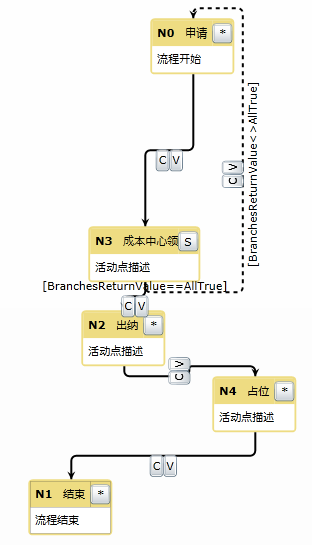 N0 申请 *
流程开始
C V
C V
[BranchesReturnValue<>AllTrue]
N3 成本中心领 S
活动点描述
[BranchesReturnValue==AllTrue]
C V
N2 出纳 *
活动点描述
C V
N4 占位 *
活动点描述
C V
N1 结束 *
流程结束